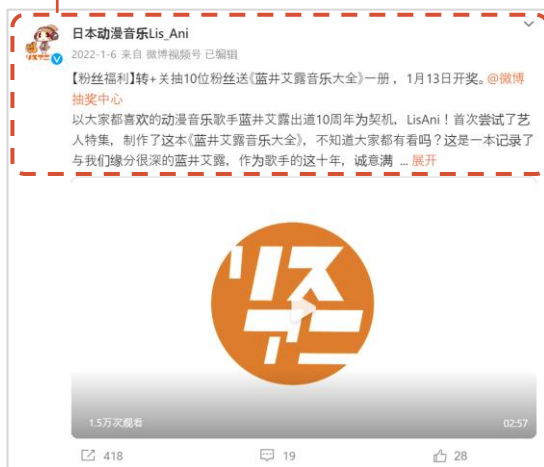 日本动漫音乐Lis_Ani
2022-1-6 来自 微博视频号 已编辑
【粉丝福利】转+关抽10位粉丝送《蓝井艾露音乐大全》一册，1月13日开奖。@微博
抽奖中心
以大家都喜欢的动漫音乐歌手蓝井艾露出道10周年为契机，LisAni！首次尝试了艺
人特集，制作了这本《蓝井艾露音乐大全》，不知道大家都有看吗？这是一本记录了
与我们缘分很深的蓝井艾露，作为歌手的这十年，诚意满 ... 展开
リス
アニ
1.5万次观看
02:57
418
19
28